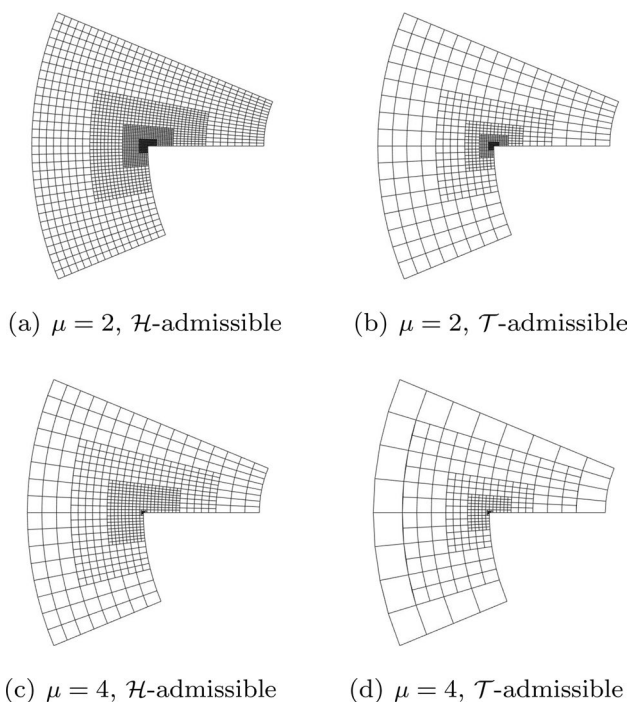 (a) μ = 2, ℋ-admissible
(b) μ = 2, 𝒯-admissible
(c) μ = 4, ℋ-admissible
(d) μ = 4, 𝒯-admissible